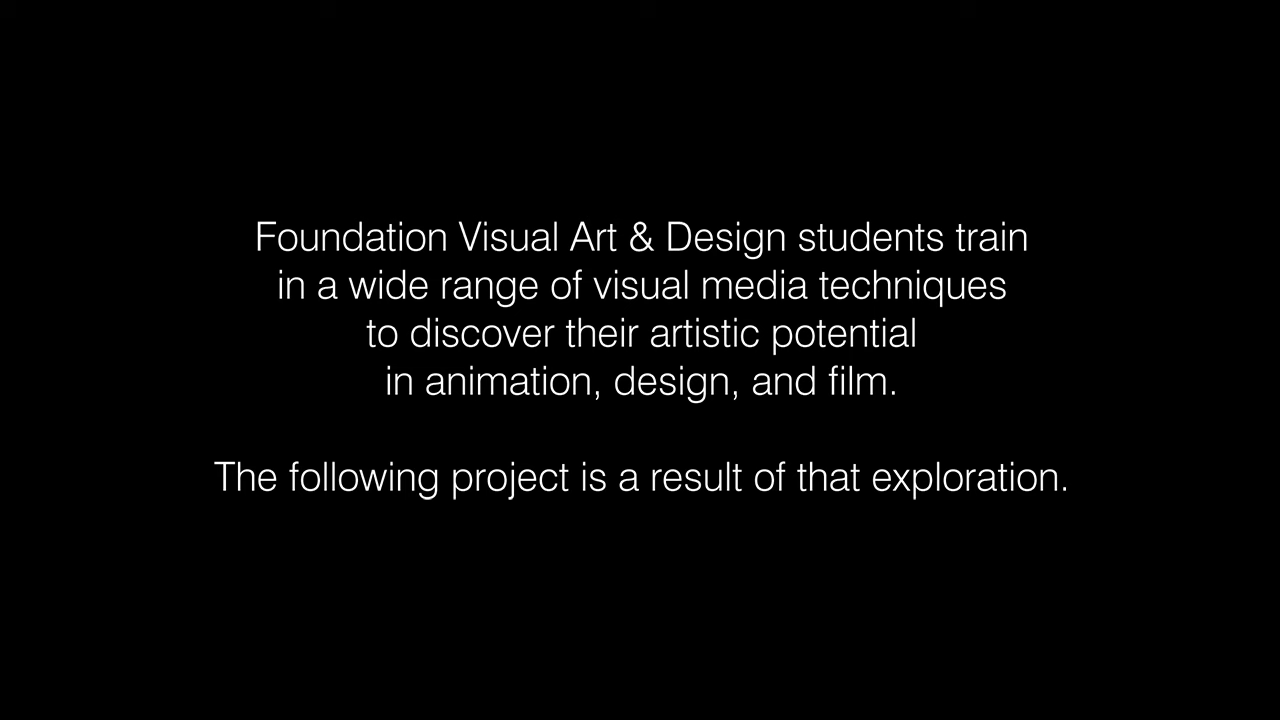 Foundation Visual Art & Design students train
in a wide range of visual media techniques
to discover their artistic potential
in animation, design, and film.
The following project is a result of that exploration.